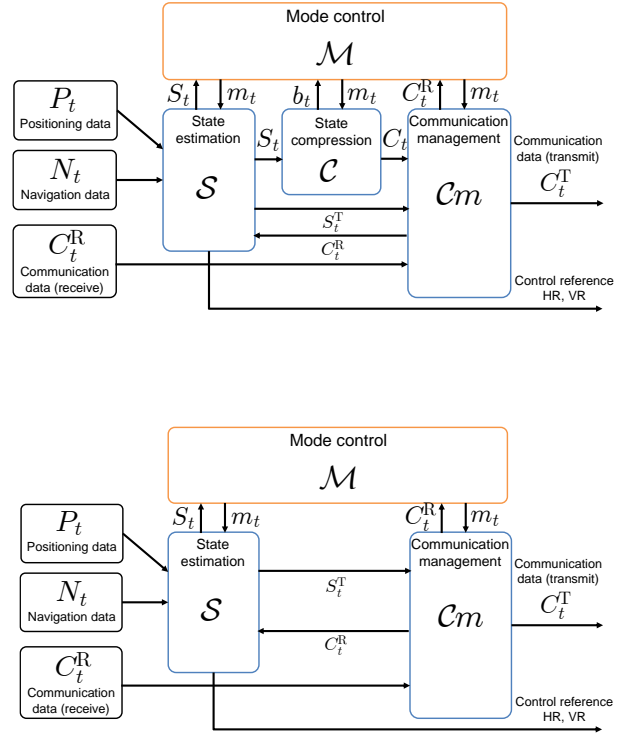 Mode control
ℳ
S_t m_t b_t m_t C_t^R m_t
P_t
Positioning data
N_t
Navigation data
C_t^R
Communication
data (receive)
State
estimation
𝒮
S_t
State
compression
𝒞
C_t
Communication
management
𝒞m
S_t^T
C_t^R
Communication
data (transmit)
C_t^T
Control reference
HR, VR
Mode control
ℳ
S_t m_t C_t^R m_t
P_t
Positioning data
N_t
Navigation data
C_t^R
Communication
data (receive)
State
estimation
𝒮
S_t^T
C_t^R
Communication
management
𝒞m
Communication
data (transmit)
C_t^T
Control reference
HR, VR